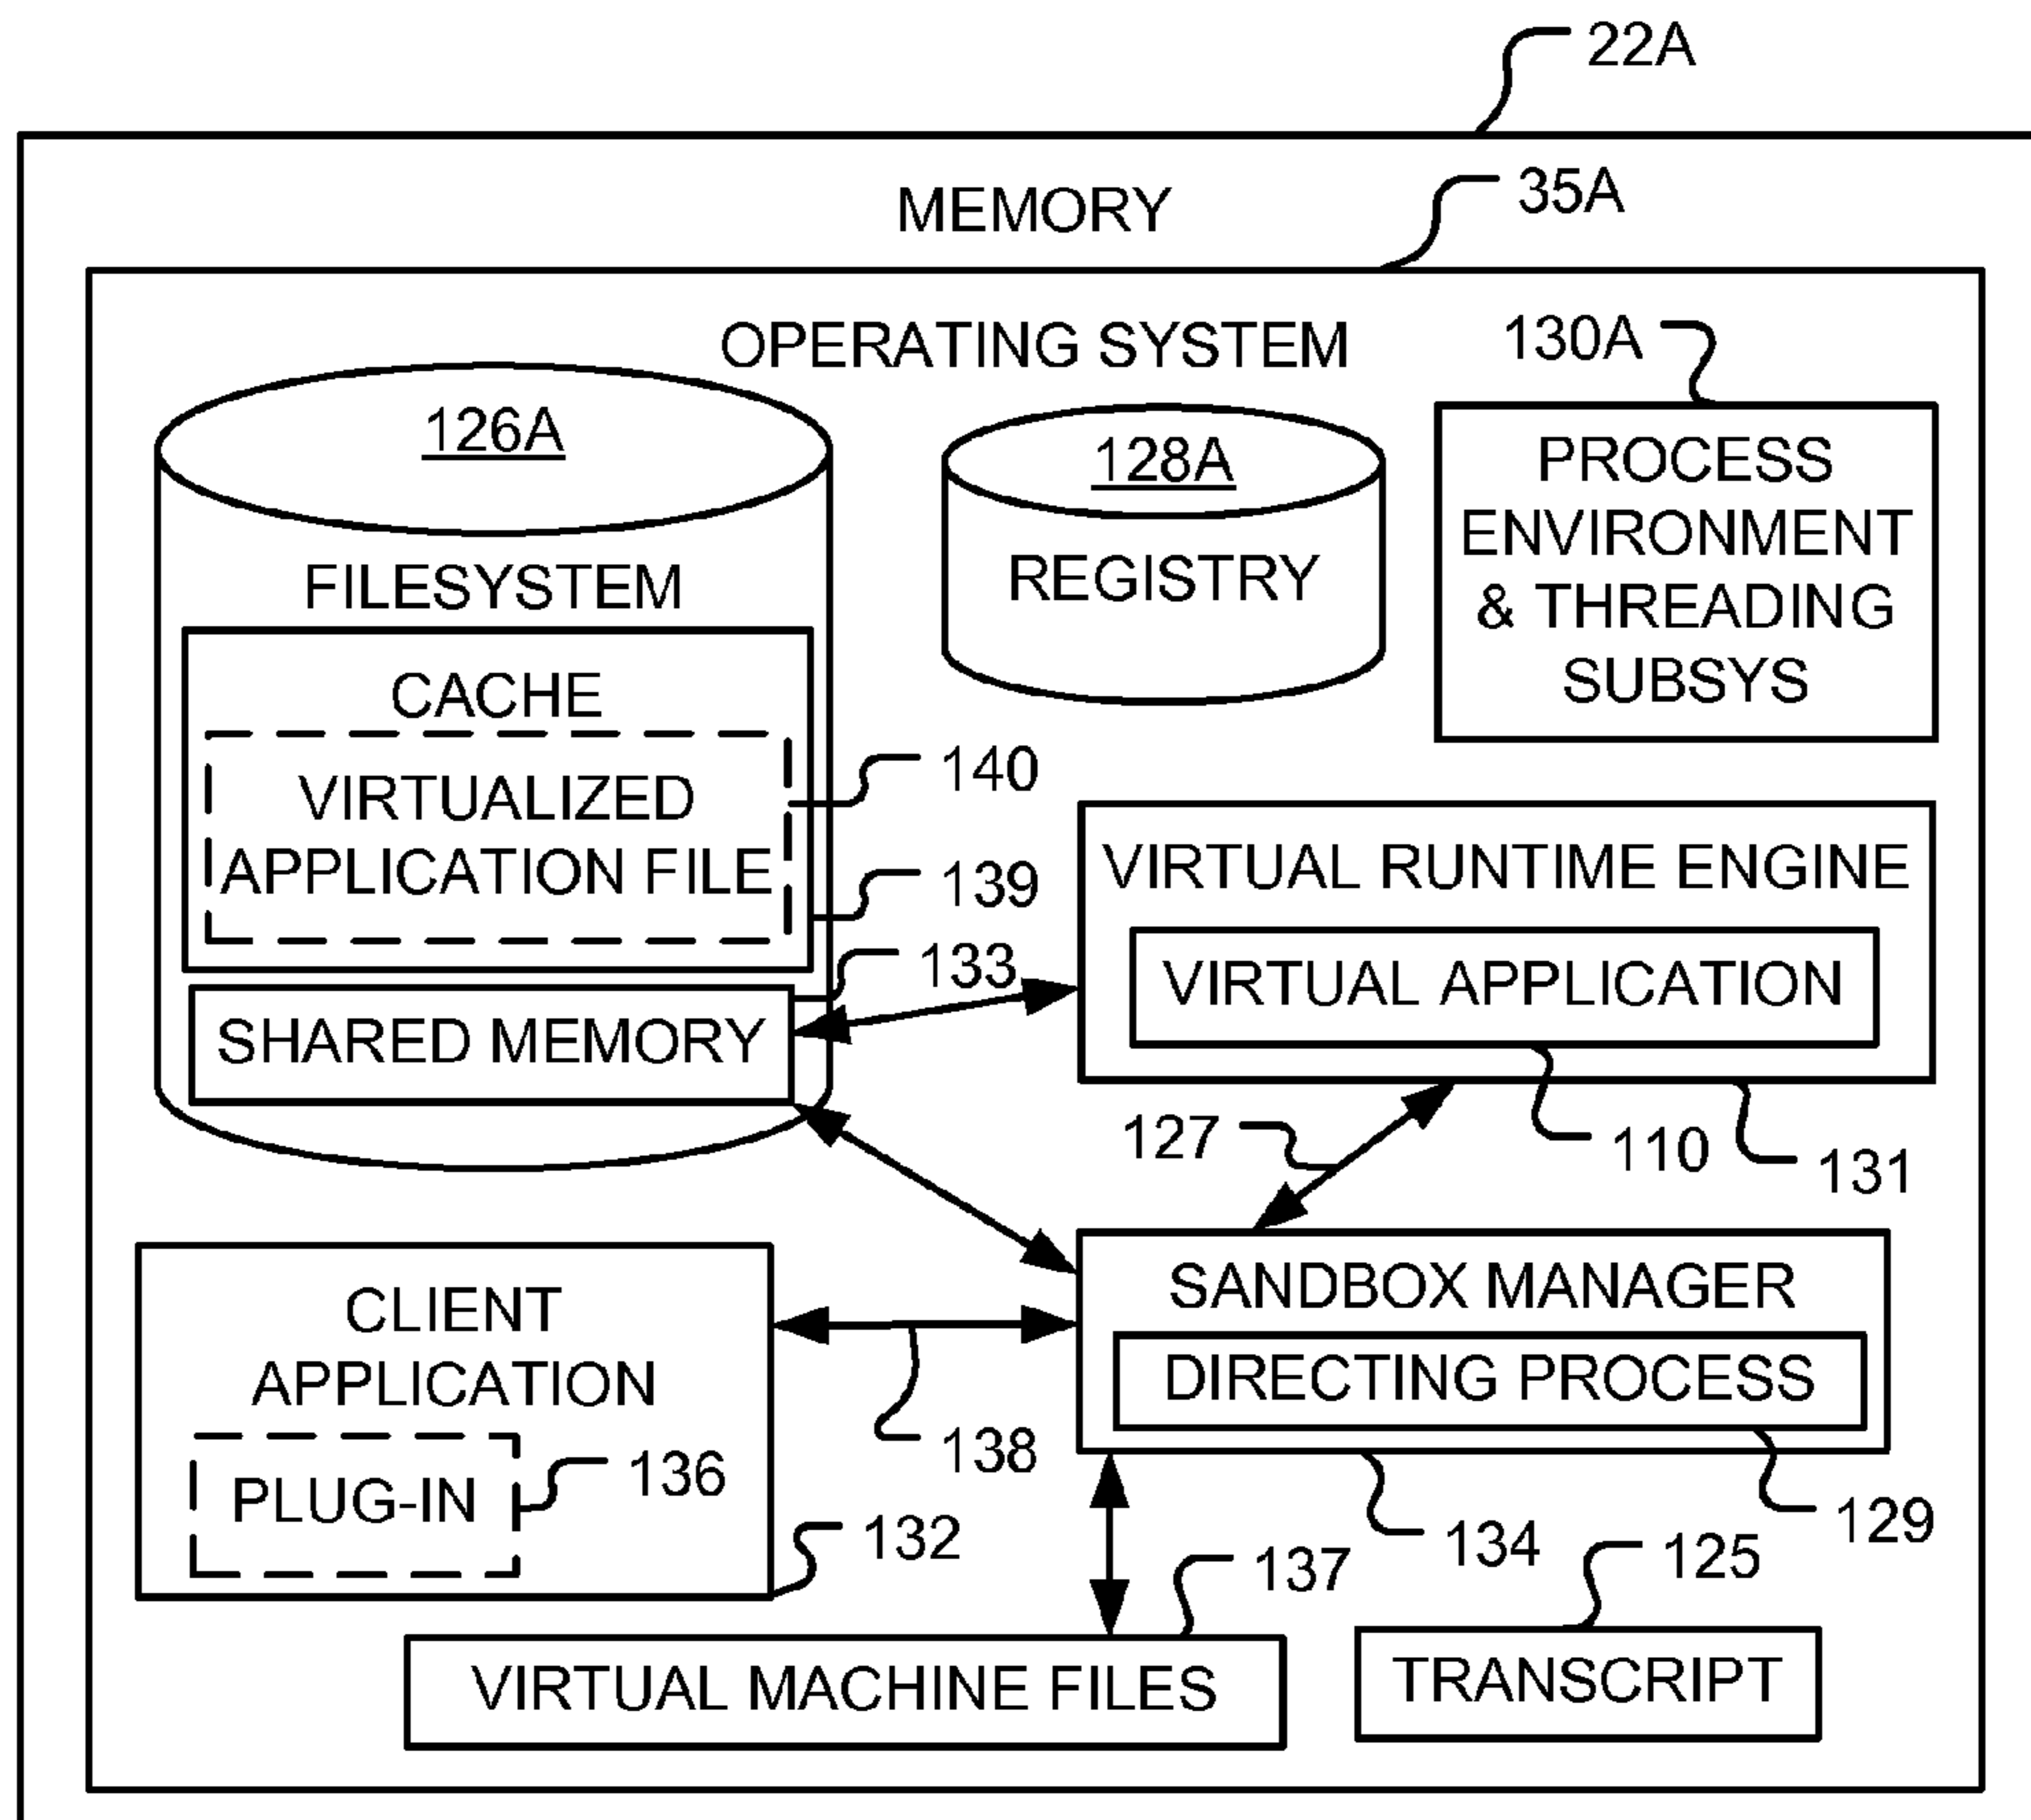 22A
MEMORY
35A
OPERATING SYSTEM
130A
126A
128A
PROCESS
ENVIRONMENT
& THREADING
SUBSYS
FILESYSTEM
REGISTRY
CACHE
VIRTUALIZED
APPLICATION FILE
140
139
133
SHARED MEMORY
VIRTUAL RUNTIME ENGINE
VIRTUAL APPLICATION
127
110
131
CLIENT
APPLICATION
PLUG-IN
136
132
138
SANDBOX MANAGER
DIRECTING PROCESS
134
129
137
125
VIRTUAL MACHINE FILES
TRANSCRIPT